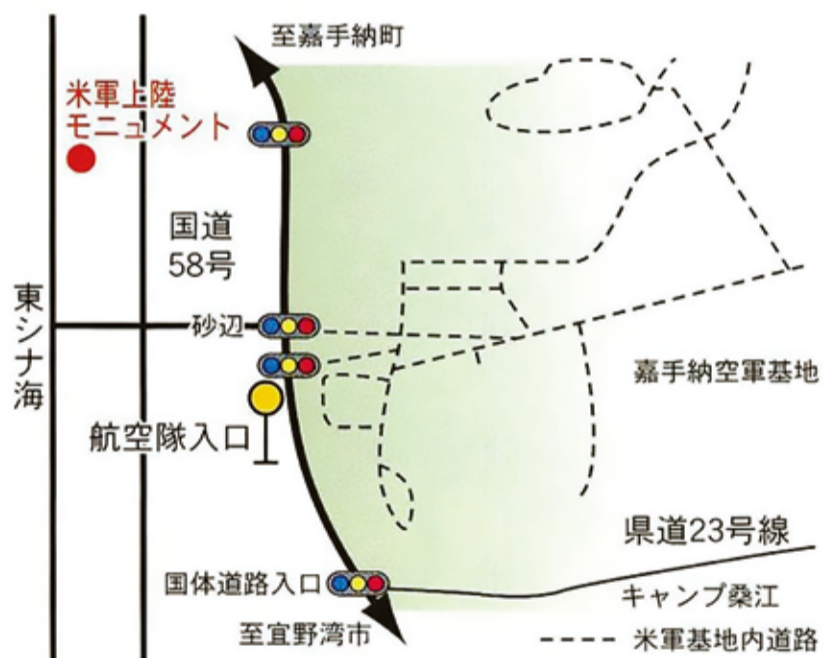 至嘉手納町
米軍上陸
モニュメント
国道
58号
東シナ海
砂辺
嘉手納空軍基地
航空隊入口
県道23号線
国体道路入口
キャンプ桑江
至宜野湾市
米軍基地内道路